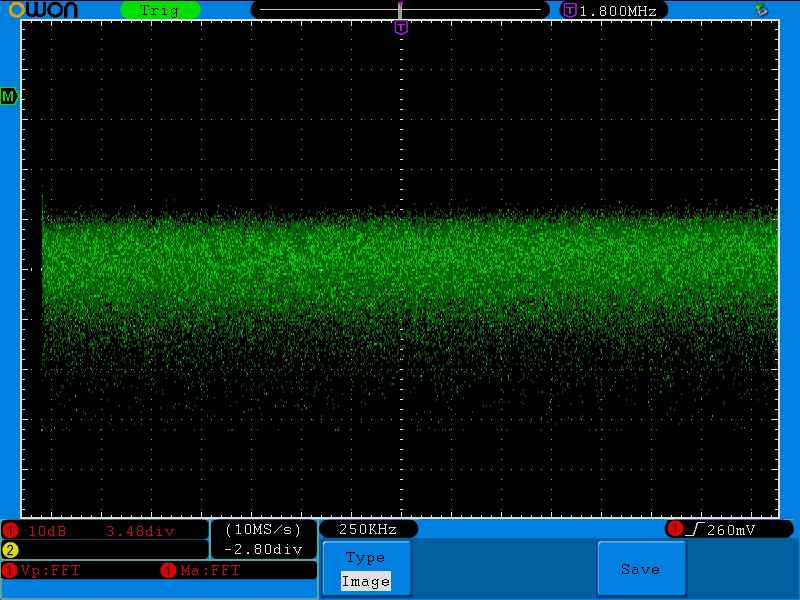 OWON Trig T 1.800MHz
T
M
1 10dB 3.48div (10MS/s) 250KHz 1 260mV
2 -2.80div
1 Vp:FFT 1 Ma:FFT
Type
Image
Save